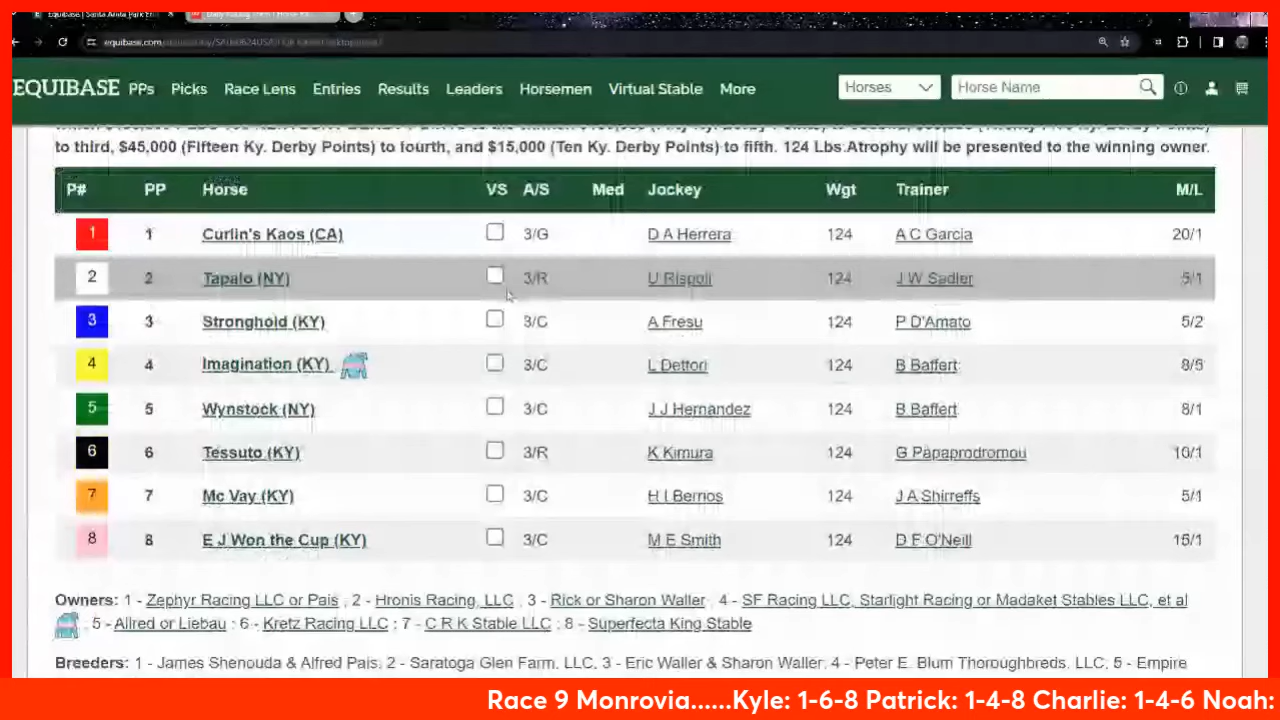 equibase.com
EQUIBASE PPs Picks Race Lens Entries Results Leaders Horsemen Virtual Stable More Horses Horse Name
to third, $45,000 (Fifteen Ky. Derby Points) to fourth, and $15,000 (Ten Ky. Derby Points) to fifth. 124 Lbs.Atrophy will be presented to the winning owner.
P# PP Horse VS A/S Med Jockey Wgt Trainer M/L
1 1 Curlin's Kaos (CA) 3/G D A Herrera 124 A C Garcia 20/1
2 2 Tapalo (NY) 3/R U Rispoli 124 J W Sadler 5/1
3 3 Stronghold (KY) 3/C A Fresu 124 P D'Amato 5/2
4 4 Imagination (KY) 3/C L Dettori 124 B Baffert 8/5
5 5 Wynstock (NY) 3/C J J Hernandez 124 B Baffert 8/1
6 6 Tessuto (KY) 3/R K Kimura 124 G Papaprodromou 10/1
7 7 Mc Vay (KY) 3/C H I Berrios 124 J A Shirreffs 5/1
8 8 E J Won the Cup (KY) 3/C M E Smith 124 D F O'Neill 15/1
Owners: 1 - Zephyr Racing LLC or Pais , 2 - Hronis Racing, LLC , 3 - Rick or Sharon Waller , 4 - SF Racing LLC, Starlight Racing or Madaket Stables LLC, et al
; 5 - Allred or Liebau ; 6 - Kretz Racing LLC ; 7 - C R K Stable LLC ; 8 - Superfecta King Stable
Breeders: 1 - James Shenouda & Alfred Pais, 2 - Saratoga Glen Farm, LLC, 3 - Eric Waller & Sharon Waller, 4 - Peter E. Blum Thoroughbreds, LLC, 5 - Empire
Race 9 Monrovia......Kyle: 1-6-8 Patrick: 1-4-8 Charlie: 1-4-6 Noah: